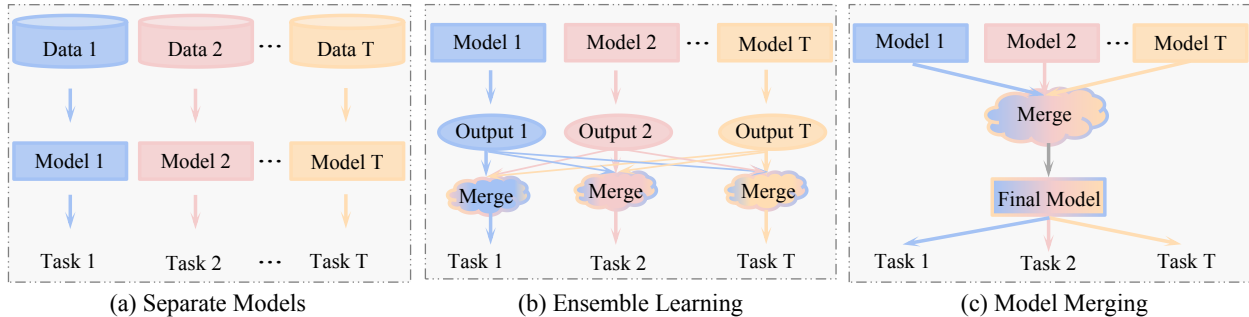 Data 1 Data 2 ... Data T
Model 1 Model 2 ... Model T
Task 1 Task 2 ... Task T
(a) Separate Models
Model 1 Model 2 ... Model T
Output 1 Output 2 Output T
Merge Merge Merge
Task 1 Task 2 Task T
(b) Ensemble Learning
Model 1 Model 2 ... Model T
Merge
Final Model
Task 1 Task 2 Task T
(c) Model Merging